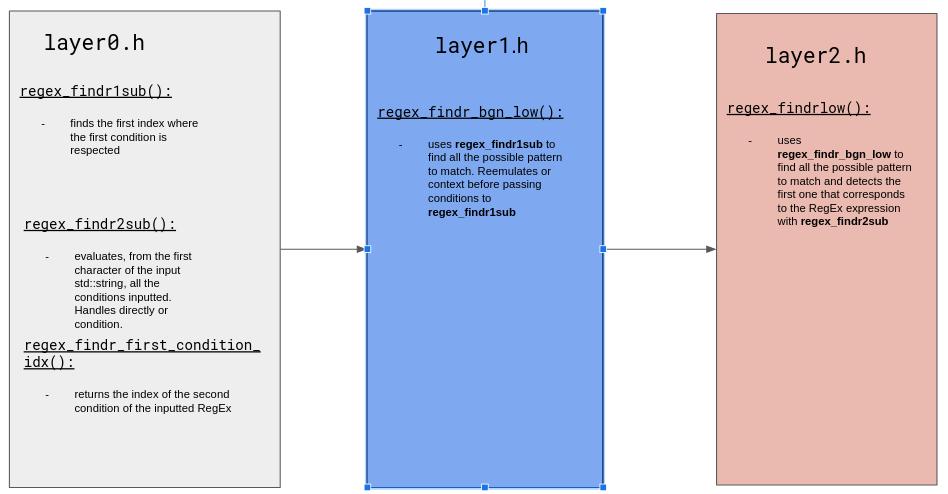 layer0.h
regex_findr1sub():
- finds the first index where
the first condition is
respected
regex_findr2sub():
- evaluates, from the first
character of the input
std::string, all the
conditions inputted.
Handles directly or
condition.
regex_findr_first_condition_
idx():
- returns the index of the second
condition of the inputted RegEx
layer1.h
regex_findr_bgn_low():
- uses regex_findr1sub to
find all the possible pattern
to match. Reemulates or
context before passing
conditions to
regex_findr1sub
layer2.h
regex_findrlow():
- uses
regex_findr_bgn_low to
find all the possible pattern
to match and detects the
first one that corresponds
to the RegEx expression
with regex_findr2sub